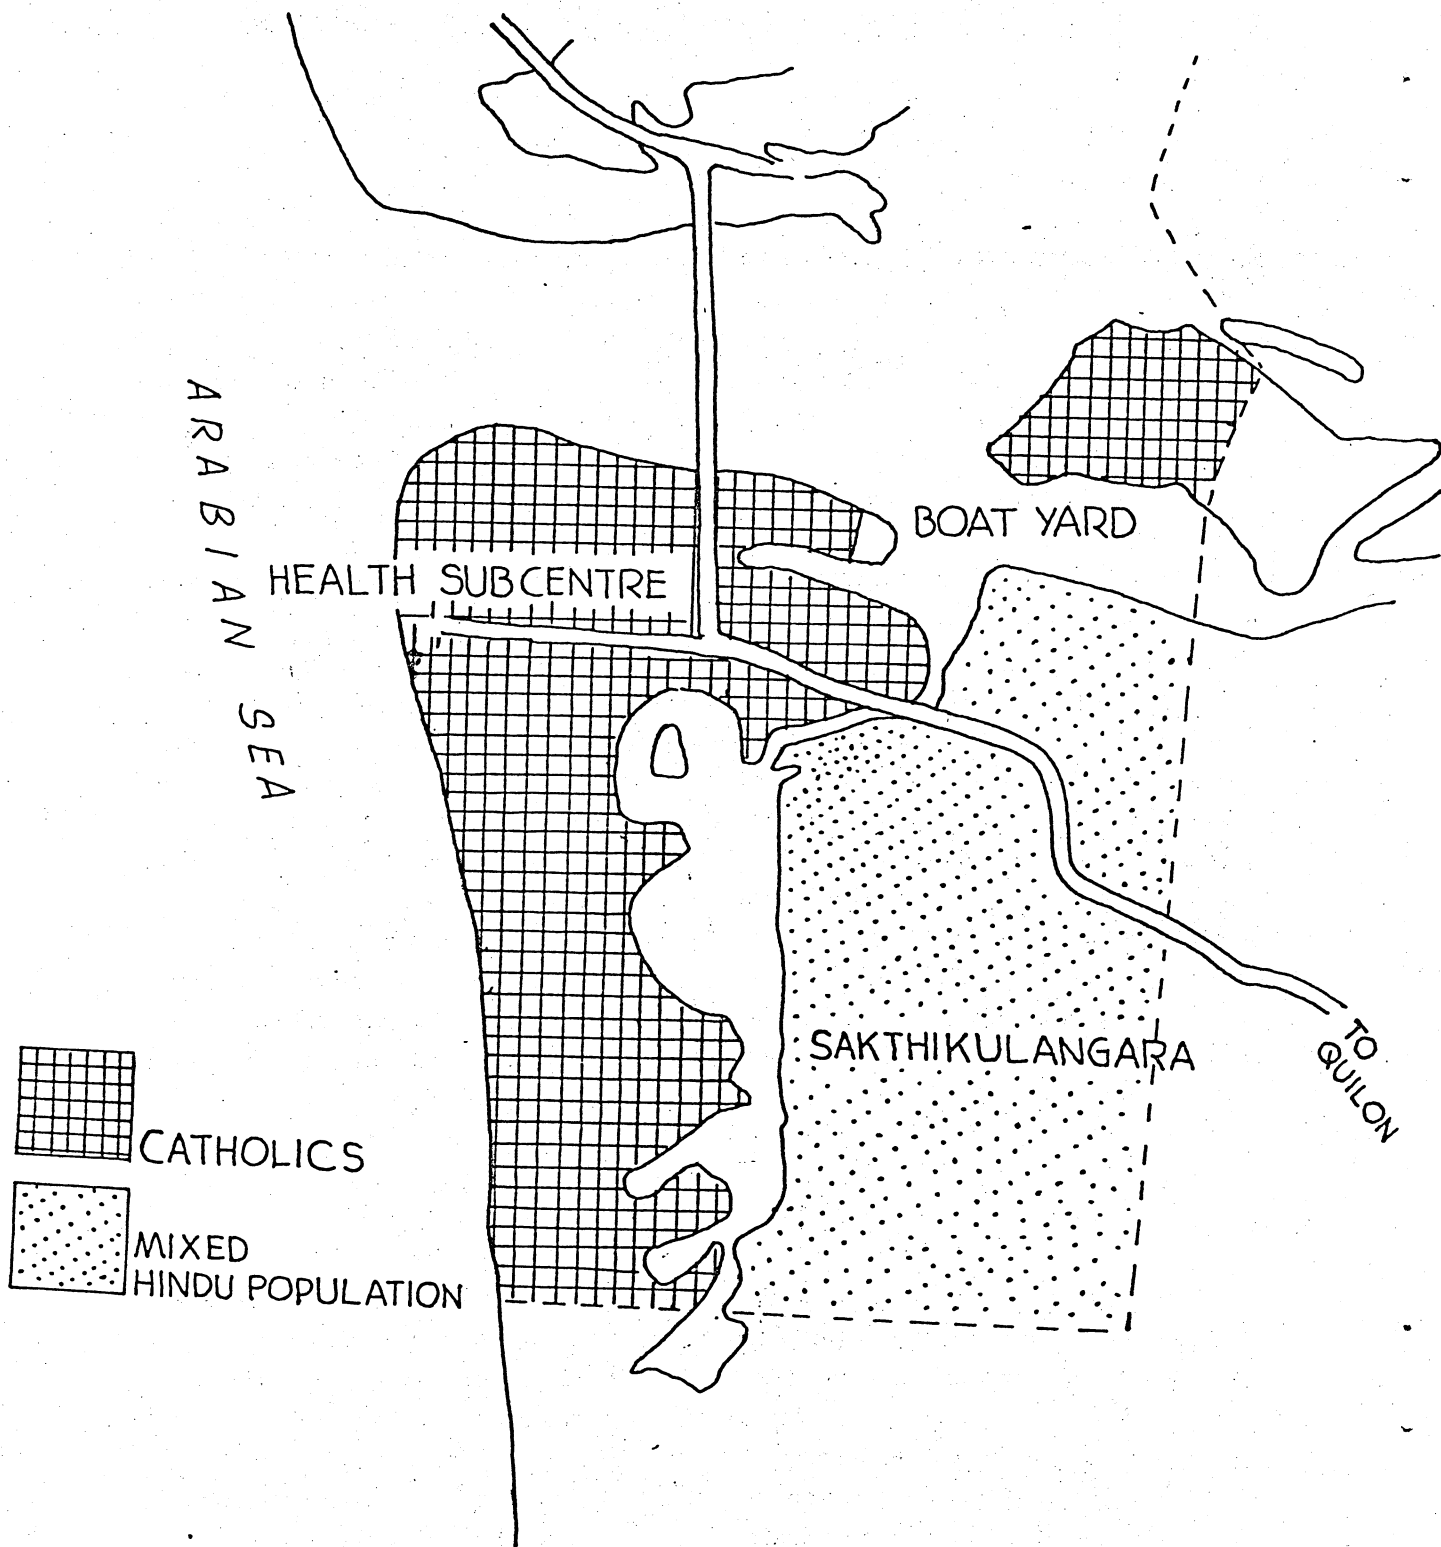 ARABIAN SEA
BOAT YARD
HEALTH SUBCENTRE
SAKTHIKULANGARA
TO
QUILON
CATHOLICS
MIXED
HINDU POPULATION